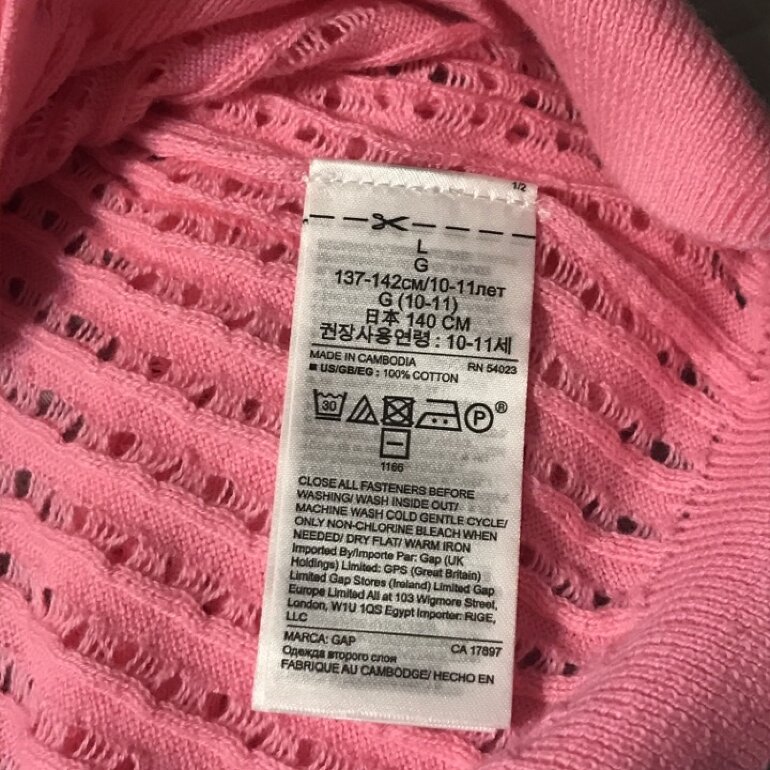 1/2
L
G
137-142см/10-11лет
G (10-11)
日本 140 CM
권장사용연령 : 10-11세
MADE IN CAMBODIA RN 54023
■ US/GB/EG : 100% COTTON
30 P ®
1166
CLOSE ALL FASTENERS BEFORE
WASHING/ WASH INSIDE OUT/
MACHINE WASH COLD GENTLE CYCLE/
ONLY NON-CHLORINE BLEACH WHEN
NEEDED/ DRY FLAT/ WARM IRON
Imported By/Importe Par: Gap (UK
Holdings) Limited: GPS (Great Britain)
Limited Gap Stores (Ireland) Limited Gap
Europe Limited All at 103 Wigmore Street,
London, W1U 1QS Egypt Importer: RIGE,
LLC
MARCA: GAP CA 17897
Одежда второго слоя
FABRIQUE AU CAMBODGE/ HECHO EN